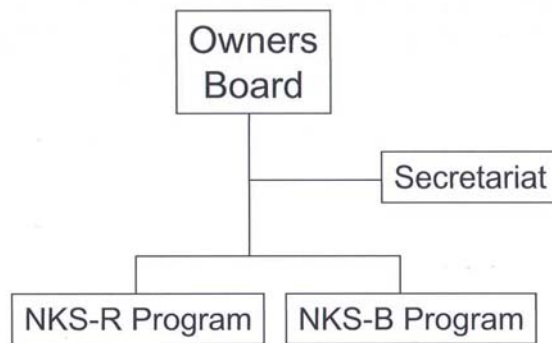 Owners
Board
Secretariat
NKS-R Program
NKS-B Program